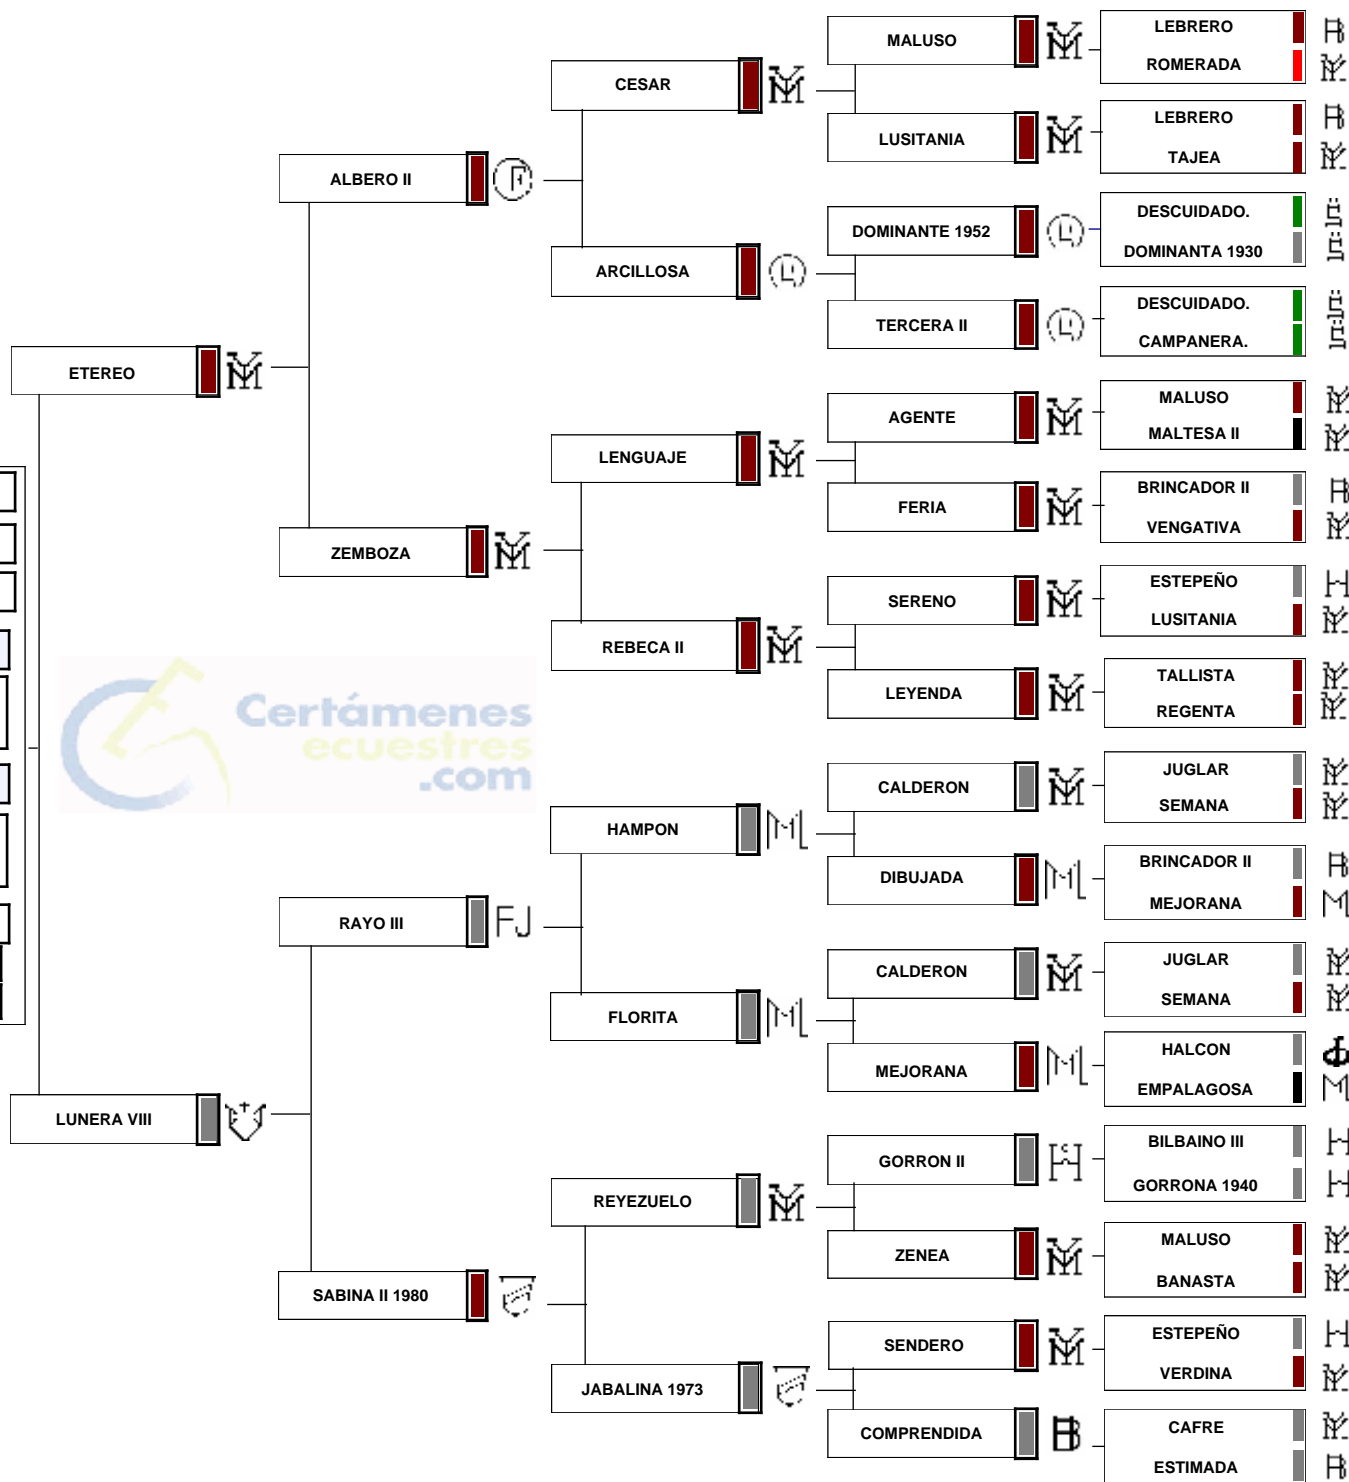 ETEREO
LUNERA VIII
ALBERO II
ZEMBOZA
RAYO III
SABINA II 1980
CESAR
ARCILLOSA
LENGUAJE
REBECA II
HAMPON
FLORITA
REYEZUELO
JABALINA 1973
MALUSO
LUSITANIA
DOMINANTE 1952
TERCERA II
AGENTE
FERIA
SERENO
LEYENDA
CALDERON
DIBUJADA
CALDERON
MEJORANA
GORRON II
ZENEA
SENDERO
COMPRENDIDA
LEBRERO
ROMERADA
LEBRERO
TAJEA
DESCUIDADO.
DOMINANTA 1930
DESCUIDADO.
CAMPANERA.
MALUSO
MALTESA II
BRINCADOR II
VENGATIVA
ESTEPEÑO
LUSITANIA
TALLISTA
REGENTA
JUGLAR
SEMANA
BRINCADOR II
MEJORANA
JUGLAR
SEMANA
HALCON
EMPALAGOSA
BILBAINO III
GORRONA 1940
MALUSO
BANASTA
ESTEPEÑO
VERDINA
CAFRE
ESTIMADA
Certámenes
ecuestres
.com